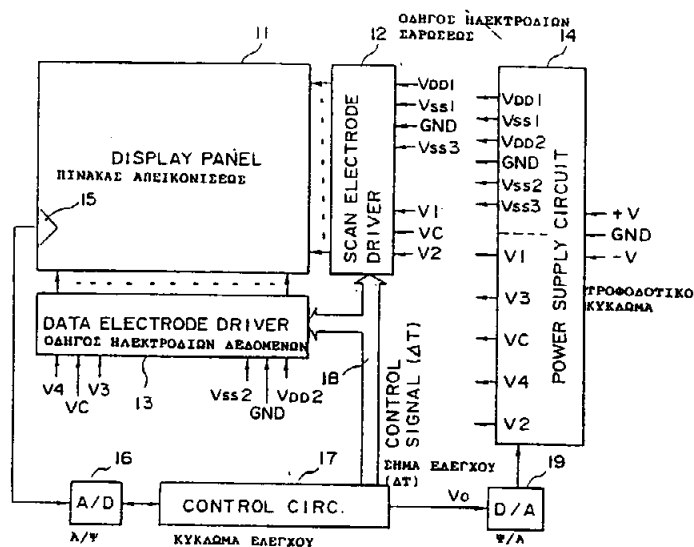 ΟΔΗΓΟΣ ΗΛΕΚΤΡΟΔΙΩΝ
ΣΑΡΩΣΕΩΣ
11
12
14
DISPLAY PANEL
ΠΙΝΑΚΑΣ ΑΠΕΙΚΟΝΙΣΕΩΣ
15
SCAN ELECTRODE
DRIVER
VDD1
VSS1
GND
VSS3
V1
VC
V2
VDD1
VSS1
VDD2
GND
VSS2
VSS3
V1
V3
VC
V4
V2
POWER SUPPLY CIRCUIT
+V
GND
-V
ΤΡΟΦΟΔΟΤΙΚΟ
ΚΥΚΛΩΜΑ
DATA ELECTRODE DRIVER
ΟΔΗΓΟΣ ΗΛΕΚΤΡΟΔΙΩΝ ΔΕΔΟΜΕΝΩΝ
V4
VC
V3
13
VSS2
GND
VDD2
18
CONTROL
SIGNAL (ΔT)
ΣΗΜΑ ΕΛΕΓΧΟΥ
(ΔΤ)
16
A/D
Α/Ψ
17
CONTROL CIRC.
ΚΥΚΛΩΜΑ ΕΛΕΓΧΟΥ
Vo
19
D/A
Ψ/Α